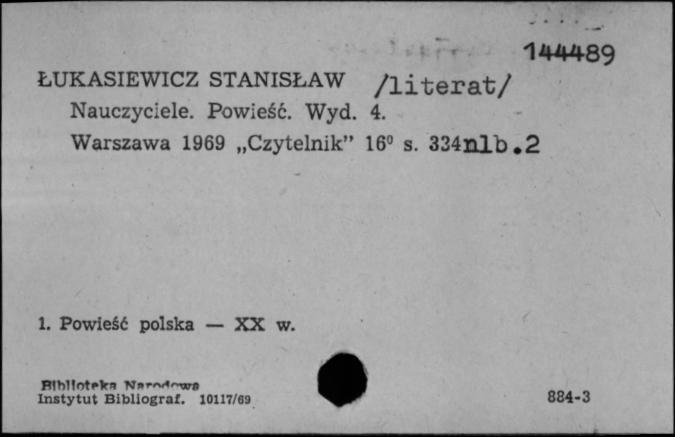 144489
ŁUKASIEWICZ STANISŁAW /literat/
Nauczyciele. Powieść. Wyd. 4.
Warszawa 1969 „Czytelnik” 16⁰ s. 334nlb.2
1. Powieść polska — XX w.
Biblioteka Narodowa
Instytut Bibliograf. 10117/69
884-3